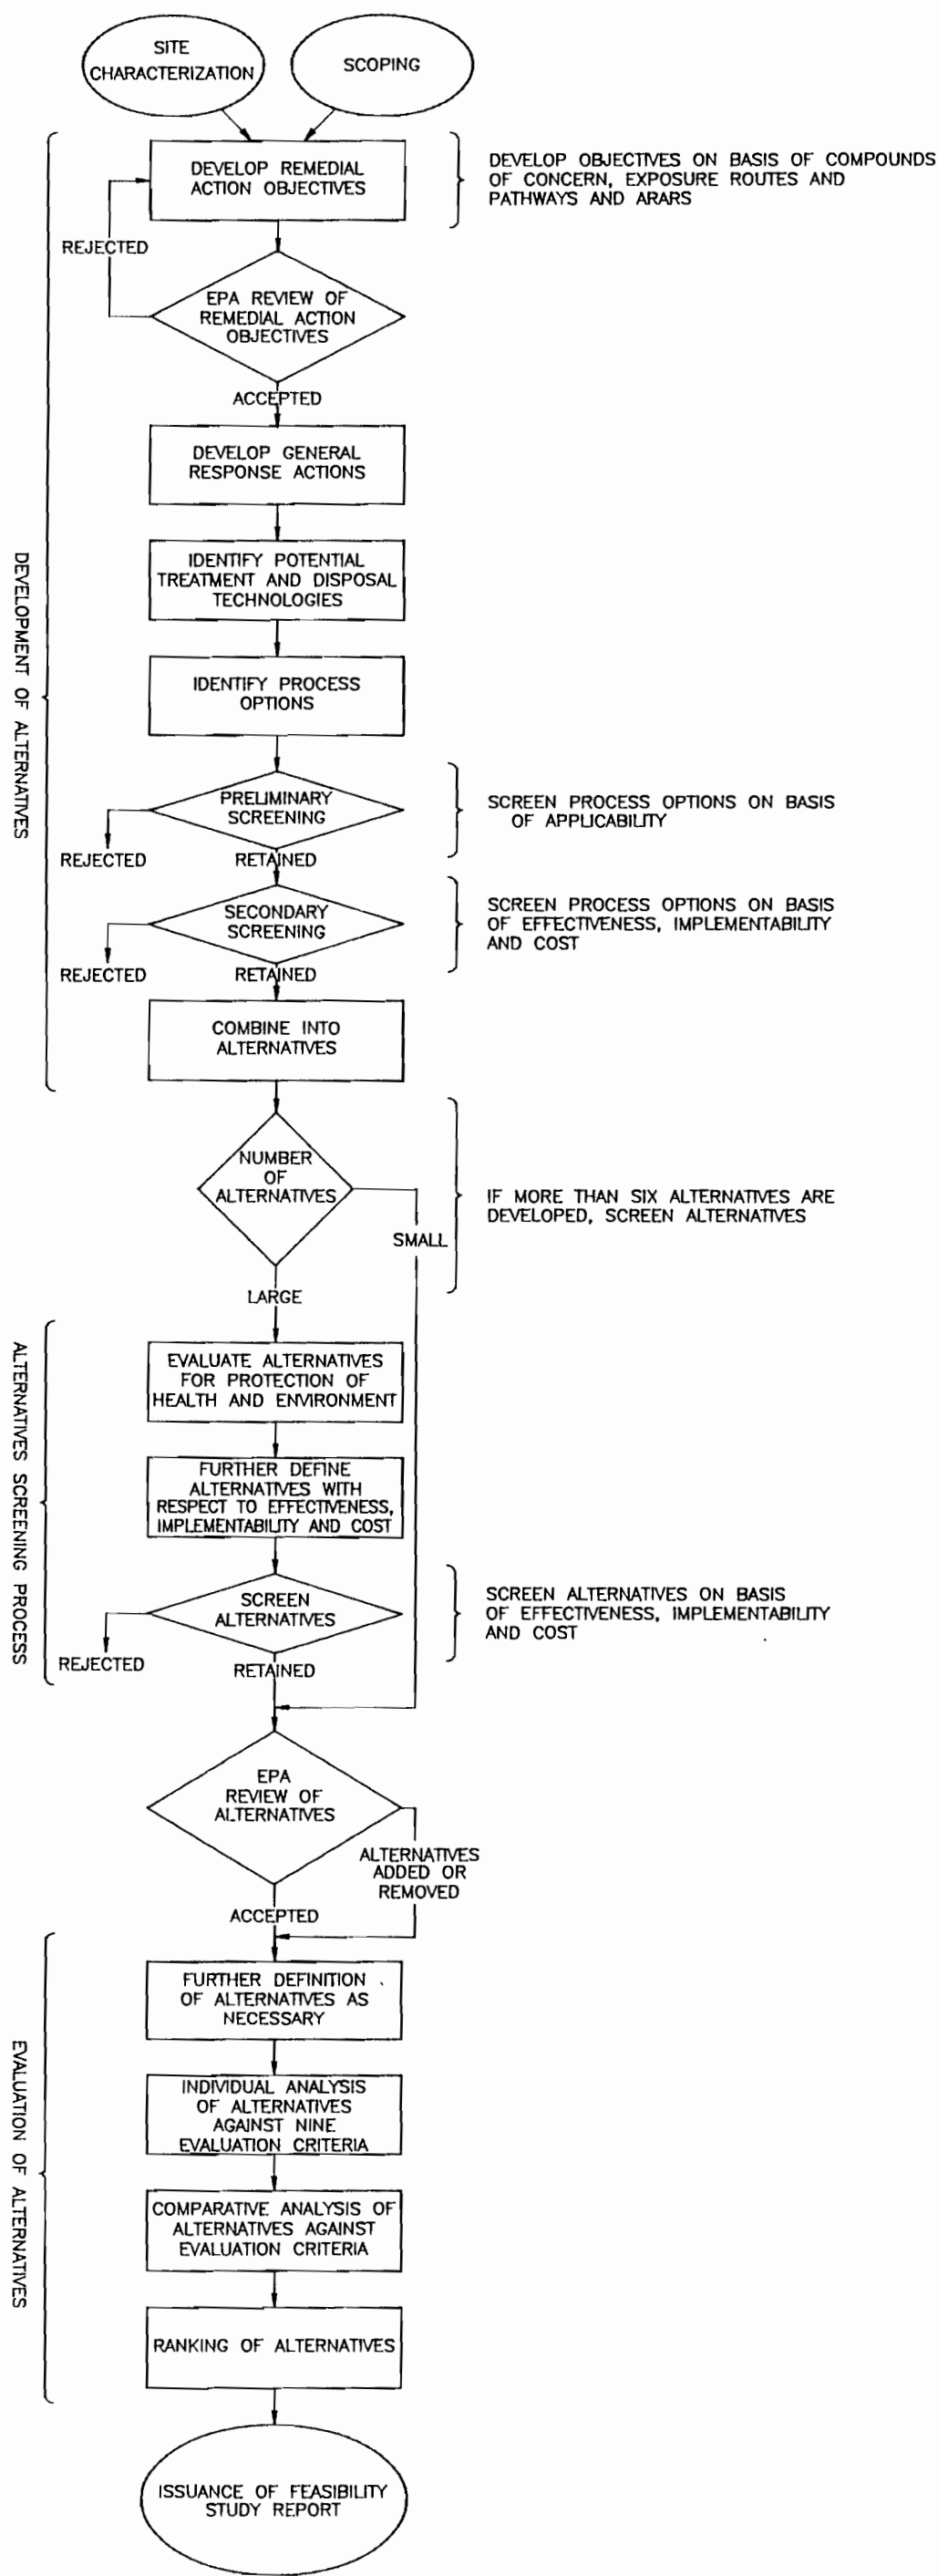 SITE
CHARACTERIZATION
SCOPING
DEVELOP REMEDIAL
ACTION OBJECTIVES
DEVELOP OBJECTIVES ON BASIS OF COMPOUNDS
OF CONCERN, EXPOSURE ROUTES AND
PATHWAYS AND ARARS
REJECTED
EPA REVIEW OF
REMEDIAL ACTION
OBJECTIVES
ACCEPTED
DEVELOP GENERAL
RESPONSE ACTIONS
DEVELOPMENT OF ALTERNATIVES
IDENTIFY POTENTIAL
TREATMENT AND DISPOSAL
TECHNOLOGIES
IDENTIFY PROCESS
OPTIONS
PRELIMINARY
SCREENING
SCREEN PROCESS OPTIONS ON BASIS
OF APPLICABILITY
REJECTED
RETAINED
SECONDARY
SCREENING
SCREEN PROCESS OPTIONS ON BASIS
OF EFFECTIVENESS, IMPLEMENTABILITY
AND COST
REJECTED
RETAINED
COMBINE INTO
ALTERNATIVES
NUMBER
OF
ALTERNATIVES
IF MORE THAN SIX ALTERNATIVES ARE
DEVELOPED, SCREEN ALTERNATIVES
SMALL
LARGE
ALTERNATIVES SCREENING PROCESS
EVALUATE ALTERNATIVES
FOR PROTECTION OF
HEALTH AND ENVIRONMENT
FURTHER DEFINE
ALTERNATIVES WITH
RESPECT TO EFFECTIVENESS,
IMPLEMENTABILITY AND COST
SCREEN
ALTERNATIVES
SCREEN ALTERNATIVES ON BASIS
OF EFFECTIVENESS, IMPLEMENTABILITY
AND COST
REJECTED
RETAINED
EPA
REVIEW OF
ALTERNATIVES
ALTERNATIVES
ADDED OR
REMOVED
ACCEPTED
EVALUATION OF ALTERNATIVES
FURTHER DEFINITION
OF ALTERNATIVES AS
NECESSARY
INDIVIDUAL ANALYSIS
OF ALTERNATIVES
AGAINST NINE
EVALUATION CRITERIA
COMPARATIVE ANALYSIS OF
ALTERNATIVES AGAINST
EVALUATION CRITERIA
RANKING OF ALTERNATIVES
ISSUANCE OF FEASIBILITY
STUDY REPORT